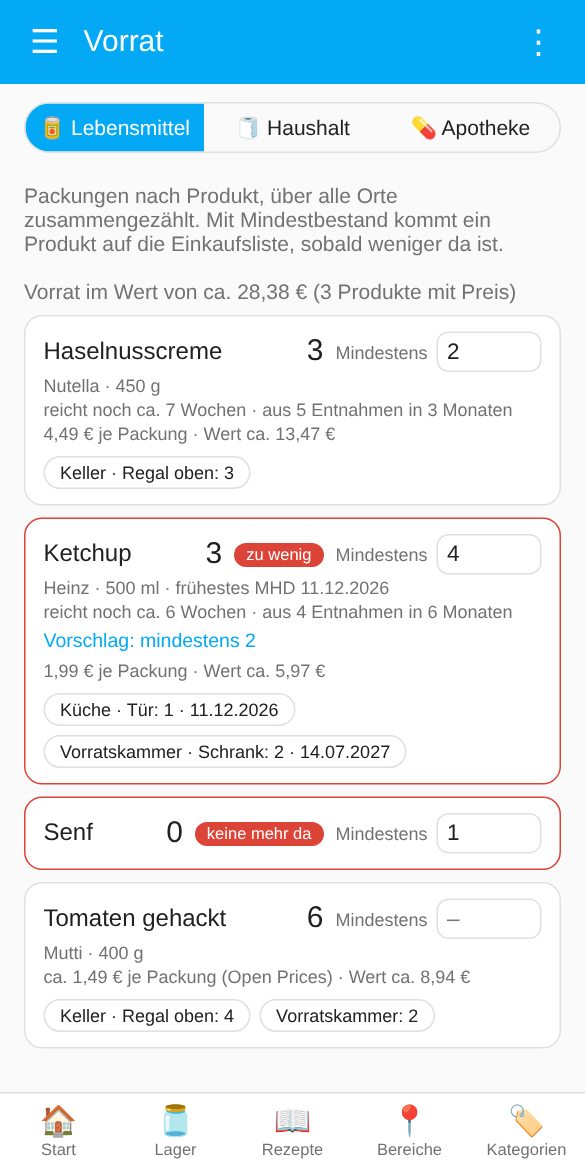 ☰ Vorrat ⋮
🥫 Lebensmittel 🧻 Haushalt 💊 Apotheke
Packungen nach Produkt, über alle Orte
zusammengezählt. Mit Mindestbestand kommt ein
Produkt auf die Einkaufsliste, sobald weniger da ist.
Vorrat im Wert von ca. 28,38 € (3 Produkte mit Preis)
Haselnusscreme 3 Mindestens 2
Nutella · 450 g
reicht noch ca. 7 Wochen · aus 5 Entnahmen in 3 Monaten
4,49 € je Packung · Wert ca. 13,47 €
Keller · Regal oben: 3
Ketchup 3 zu wenig Mindestens 4
Heinz · 500 ml · frühestes MHD 11.12.2026
reicht noch ca. 6 Wochen · aus 4 Entnahmen in 6 Monaten
Vorschlag: mindestens 2
1,99 € je Packung · Wert ca. 5,97 €
Küche · Tür: 1 · 11.12.2026
Vorratskammer · Schrank: 2 · 14.07.2027
Senf 0 keine mehr da Mindestens 1
Tomaten gehackt 6 Mindestens –
Mutti · 400 g
ca. 1,49 € je Packung (Open Prices) · Wert ca. 8,94 €
Keller · Regal oben: 4 Vorratskammer: 2
Start Lager Rezepte Bereiche Kategorien